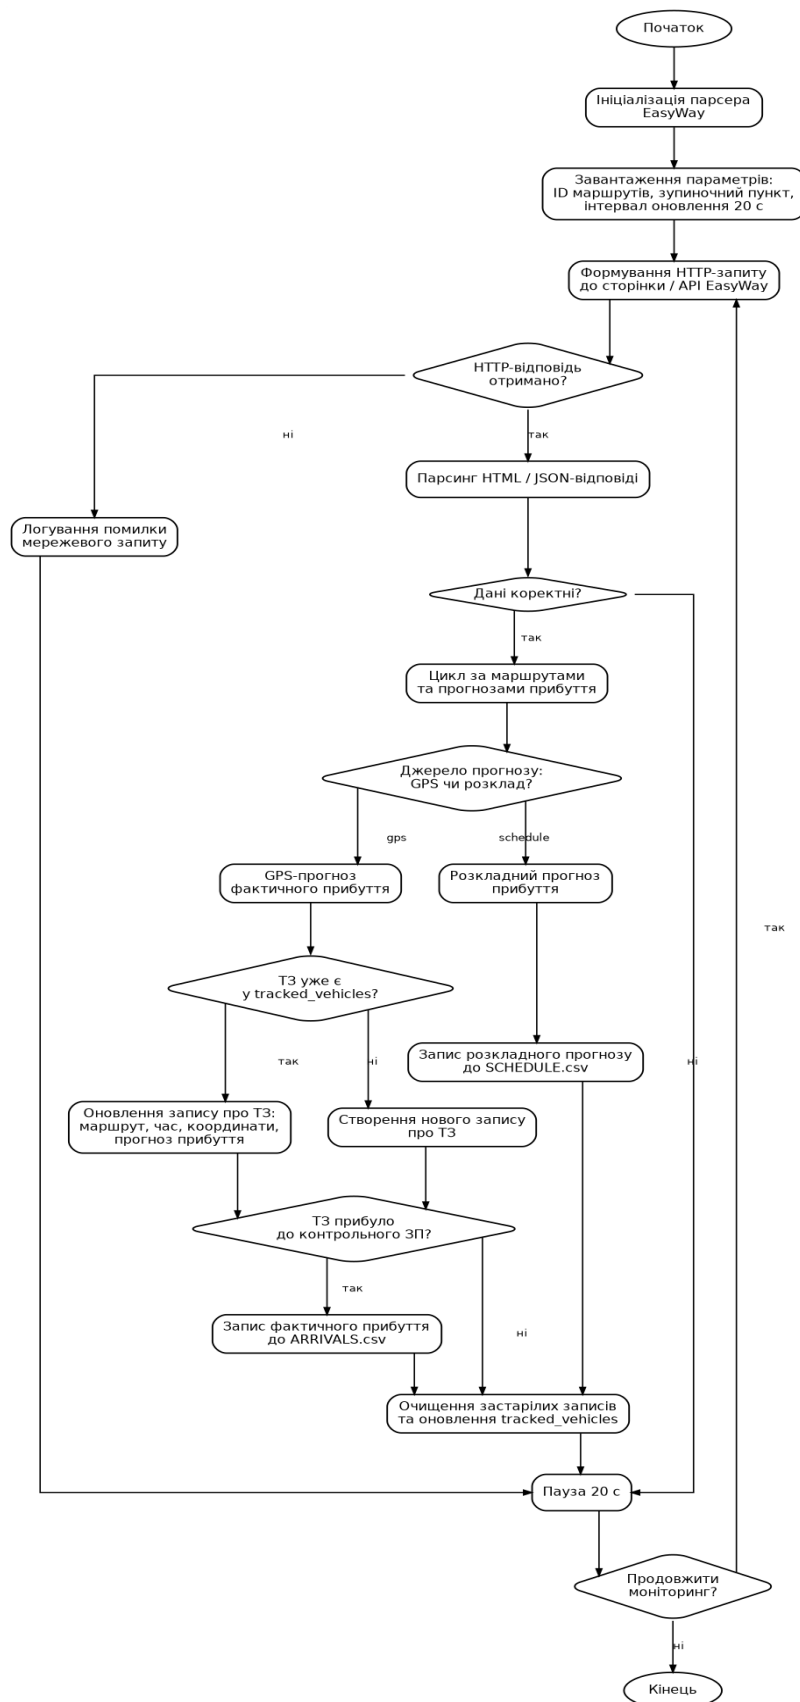 Початок
Ініціалізація парсера
EasyWay
Завантаження параметрів:
ID маршрутів, зупиночний пункт,
інтервал оновлення 20 с
Формування HTTP-запиту
до сторінки / API EasyWay
HTTP-відповідь
отримано?
ні
так
Парсинг HTML / JSON-відповіді
Логування помилки
мережевого запиту
Дані коректні?
так
Цикл за маршрутами
та прогнозами прибуття
Джерело прогнозу:
GPS чи розклад?
gps
schedule
GPS-прогноз
фактичного прибуття
Розкладний прогноз
прибуття
так
ТЗ уже є
у tracked_vehicles?
так
ні
Запис розкладного прогнозу
до SCHEDULE.csv
ні
Оновлення запису про ТЗ:
маршрут, час, координати,
прогноз прибуття
Створення нового запису
про ТЗ
ТЗ прибуло
до контрольного ЗП?
так
Запис фактичного прибуття
до ARRIVALS.csv
ні
Очищення застарілих записів
та оновлення tracked_vehicles
Пауза 20 с
Продовжити
моніторинг?
ні
Кінець